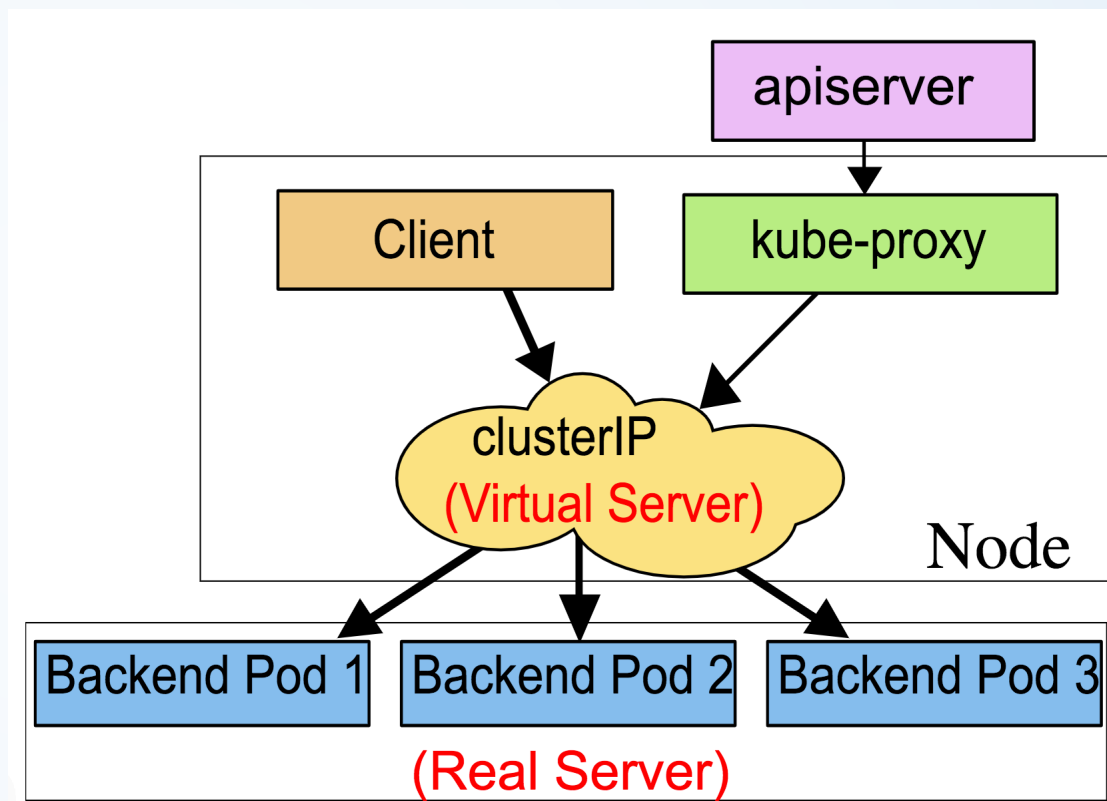 apiserver
Client
kube-proxy
clusterIP
(Virtual Server)
Node
Backend Pod 1
Backend Pod 2
Backend Pod 3
(Real Server)